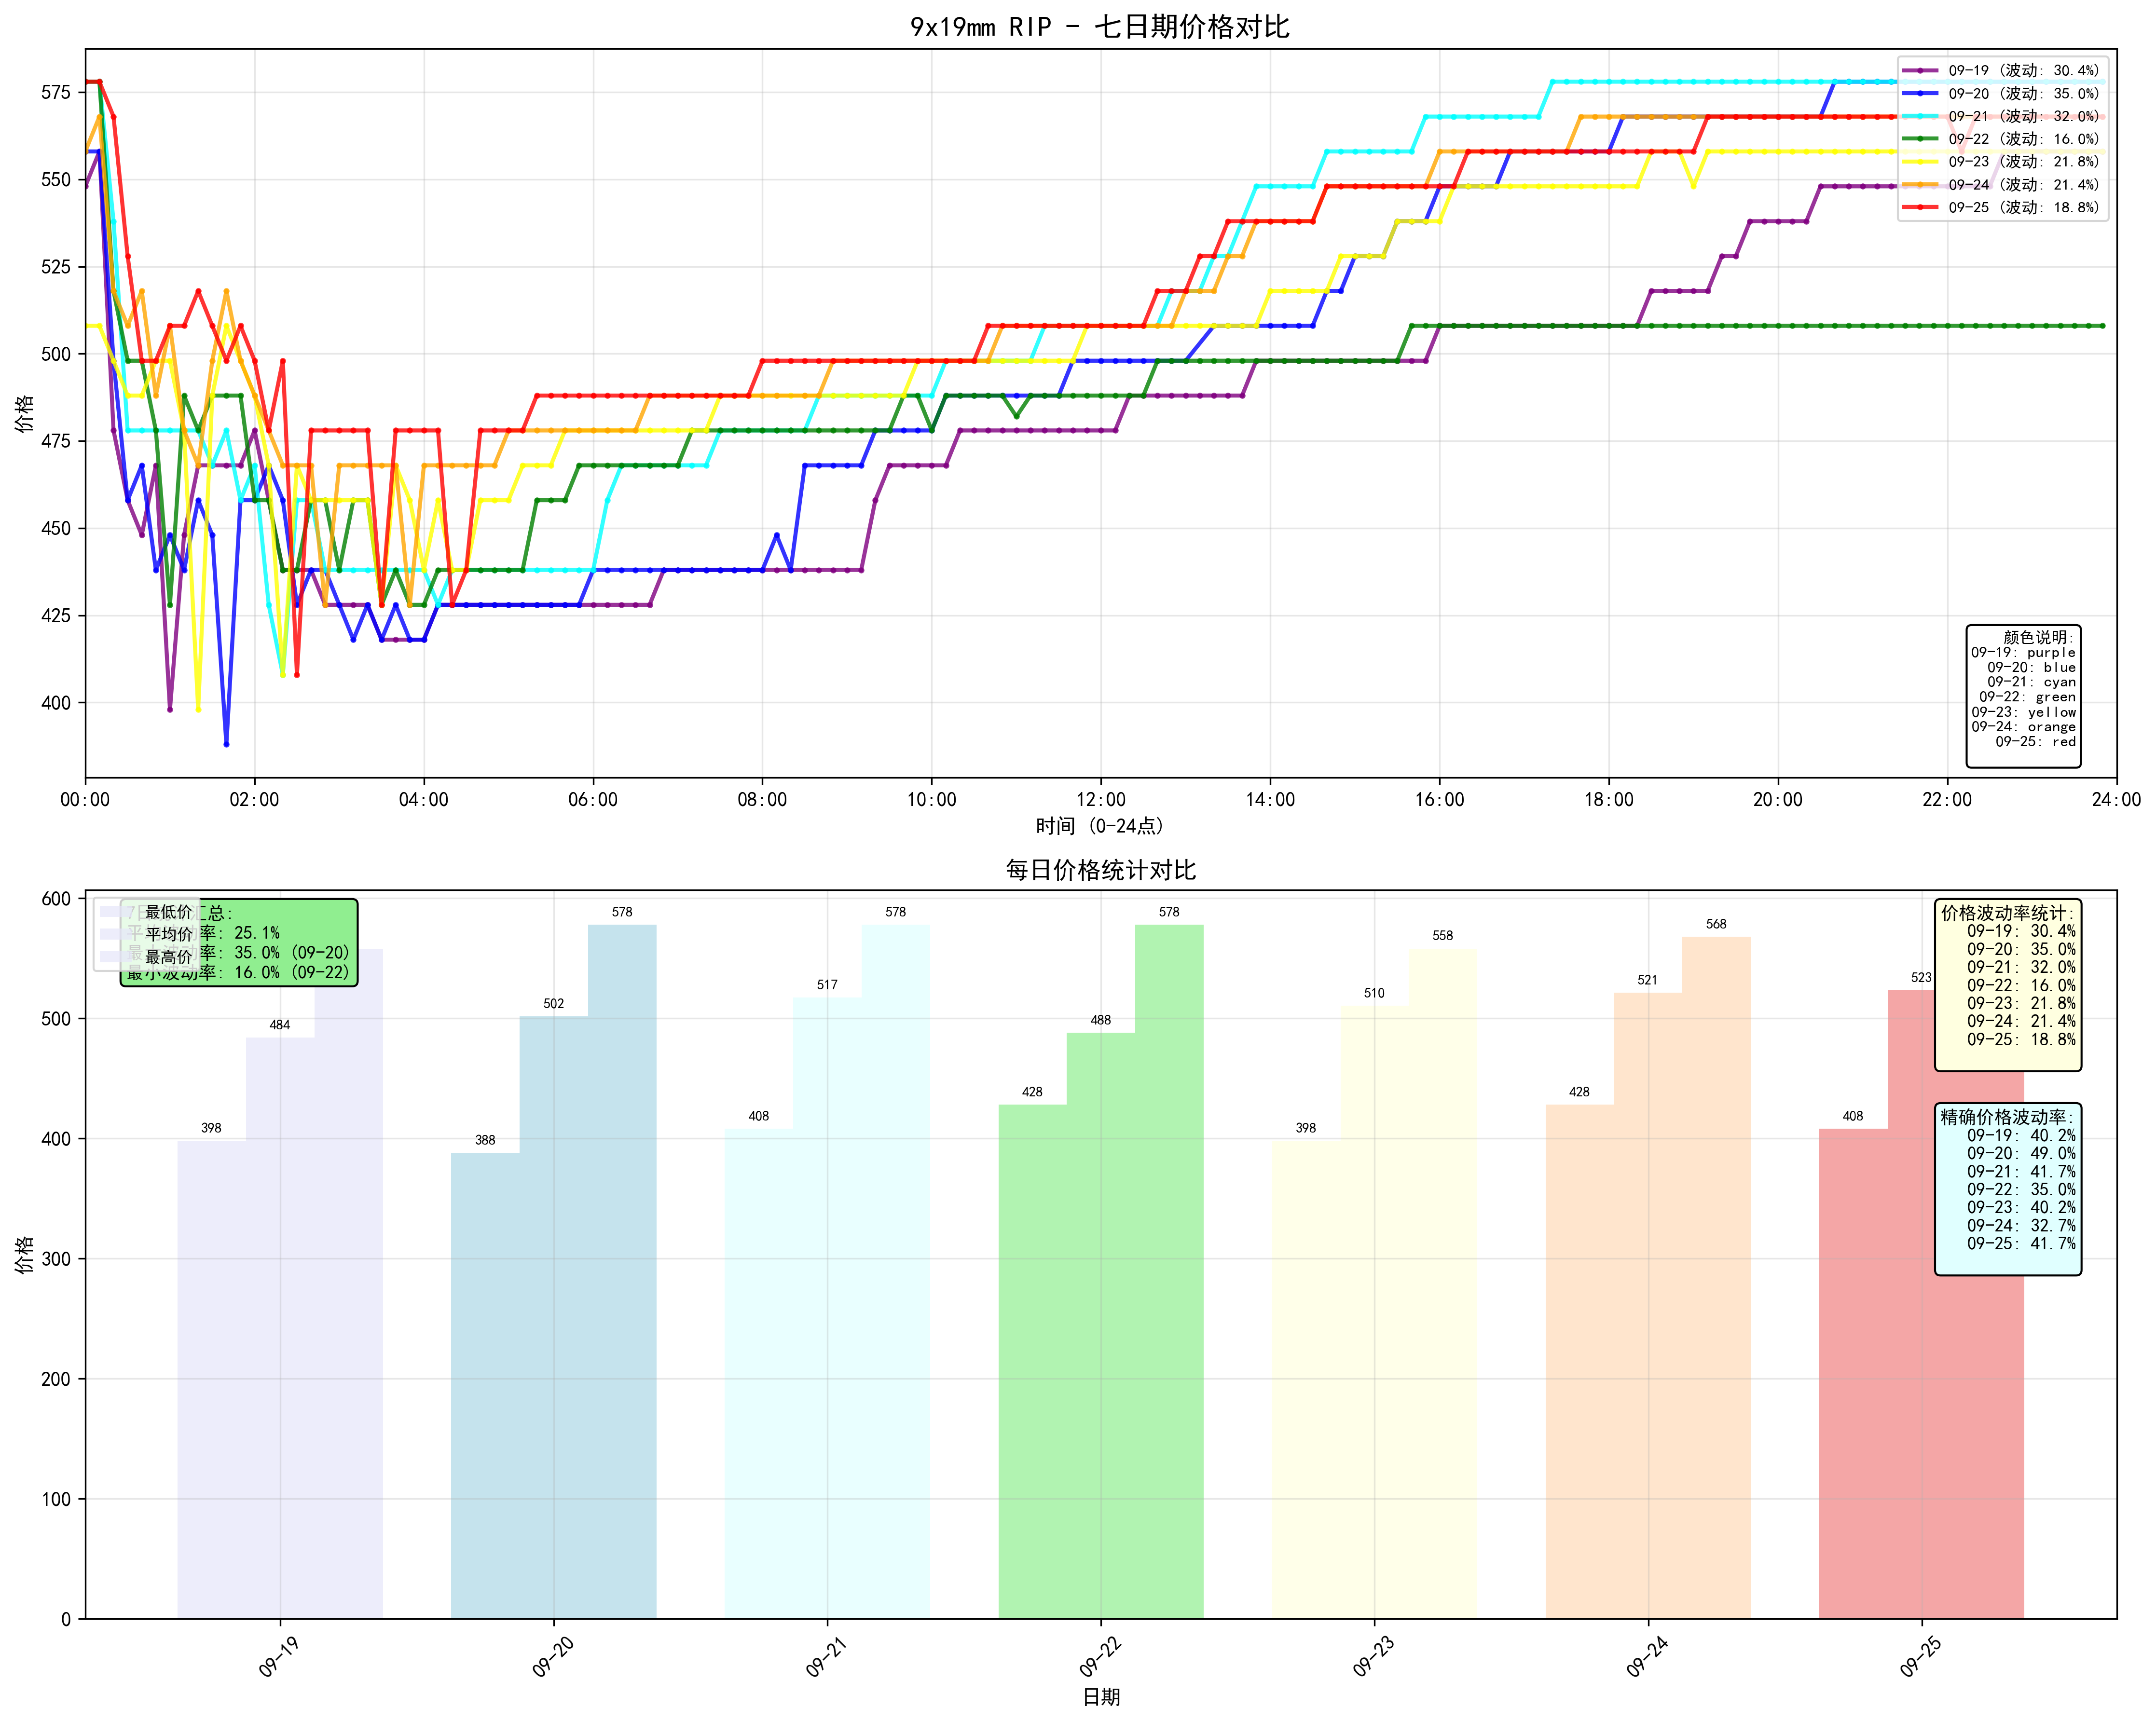 9x19mm RIP - 七日期价格对比
价格
575
550
525
500
475
450
425
400
09-19 (波动: 30.4%)
09-20 (波动: 35.0%)
09-21 (波动: 32.0%)
09-22 (波动: 16.0%)
09-23 (波动: 21.8%)
09-24 (波动: 21.4%)
09-25 (波动: 18.8%)
颜色说明:
09-19: purple
09-20: blue
09-21: cyan
09-22: green
09-23: yellow
09-24: orange
09-25: red
00:00 02:00 04:00 06:00 08:00 10:00 12:00 14:00 16:00 18:00 20:00 22:00 24:00
时间 (0-24点)
每日价格统计对比
价格
600
500
400
300
200
100
0
最低价
平均价
最高价
汇总:
率: 25.1%
率: 35.0% (09-20)
最小波动率: 16.0% (09-22)
398
484
388
502
578
408
517
578
428
488
578
398
510
558
428
521
568
408
523
价格波动率统计:
09-19: 30.4%
09-20: 35.0%
09-21: 32.0%
09-22: 16.0%
09-23: 21.8%
09-24: 21.4%
09-25: 18.8%
精确价格波动率:
09-19: 40.2%
09-20: 49.0%
09-21: 41.7%
09-22: 35.0%
09-23: 40.2%
09-24: 32.7%
09-25: 41.7%
09-19 09-20 09-21 09-22 09-23 09-24 09-25
日期